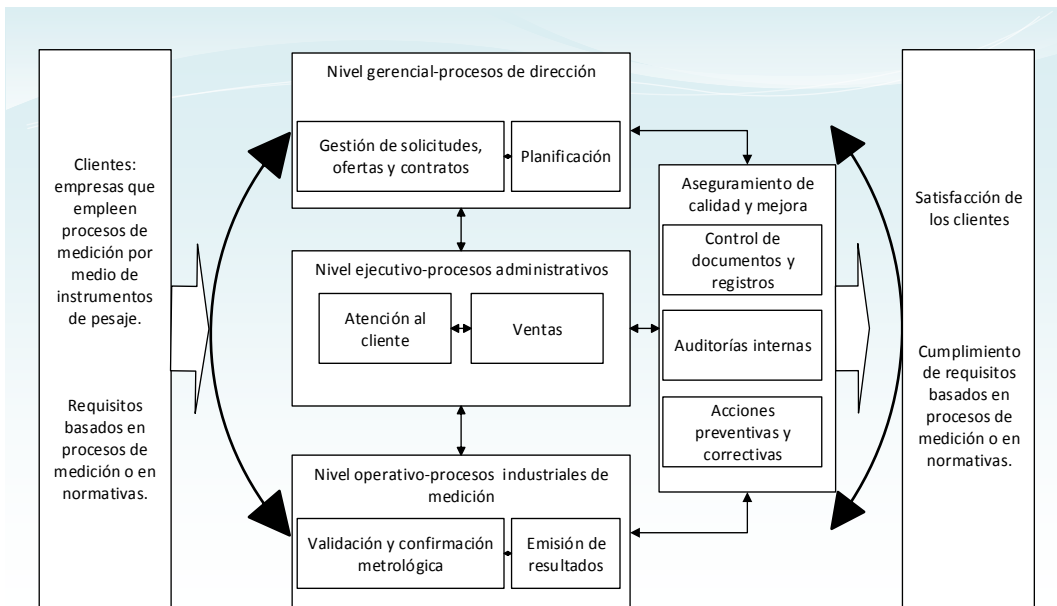 Clientes:
empresas que
empleen
procesos de
medición por
medio de
instrumentos
de pesaje.
Requisitos
basados en
procesos de
medición o en
normativas.
Nivel gerencial-procesos de dirección
Gestión de solicitudes,
ofertas y contratos
Planificación
Nivel ejecutivo-procesos administrativos
Atención al
cliente
Ventas
Nivel operativo-procesos industriales de
medición
Validación y confirmación
metrológica
Emisión de
resultados
Aseguramiento de
calidad y mejora
Control de
documentos y
registros
Auditorías internas
Acciones
preventivas y
correctivas
Satisfacción de
los clientes
Cumplimiento
de requisitos
basados en
procesos de
medición o en
normativas.